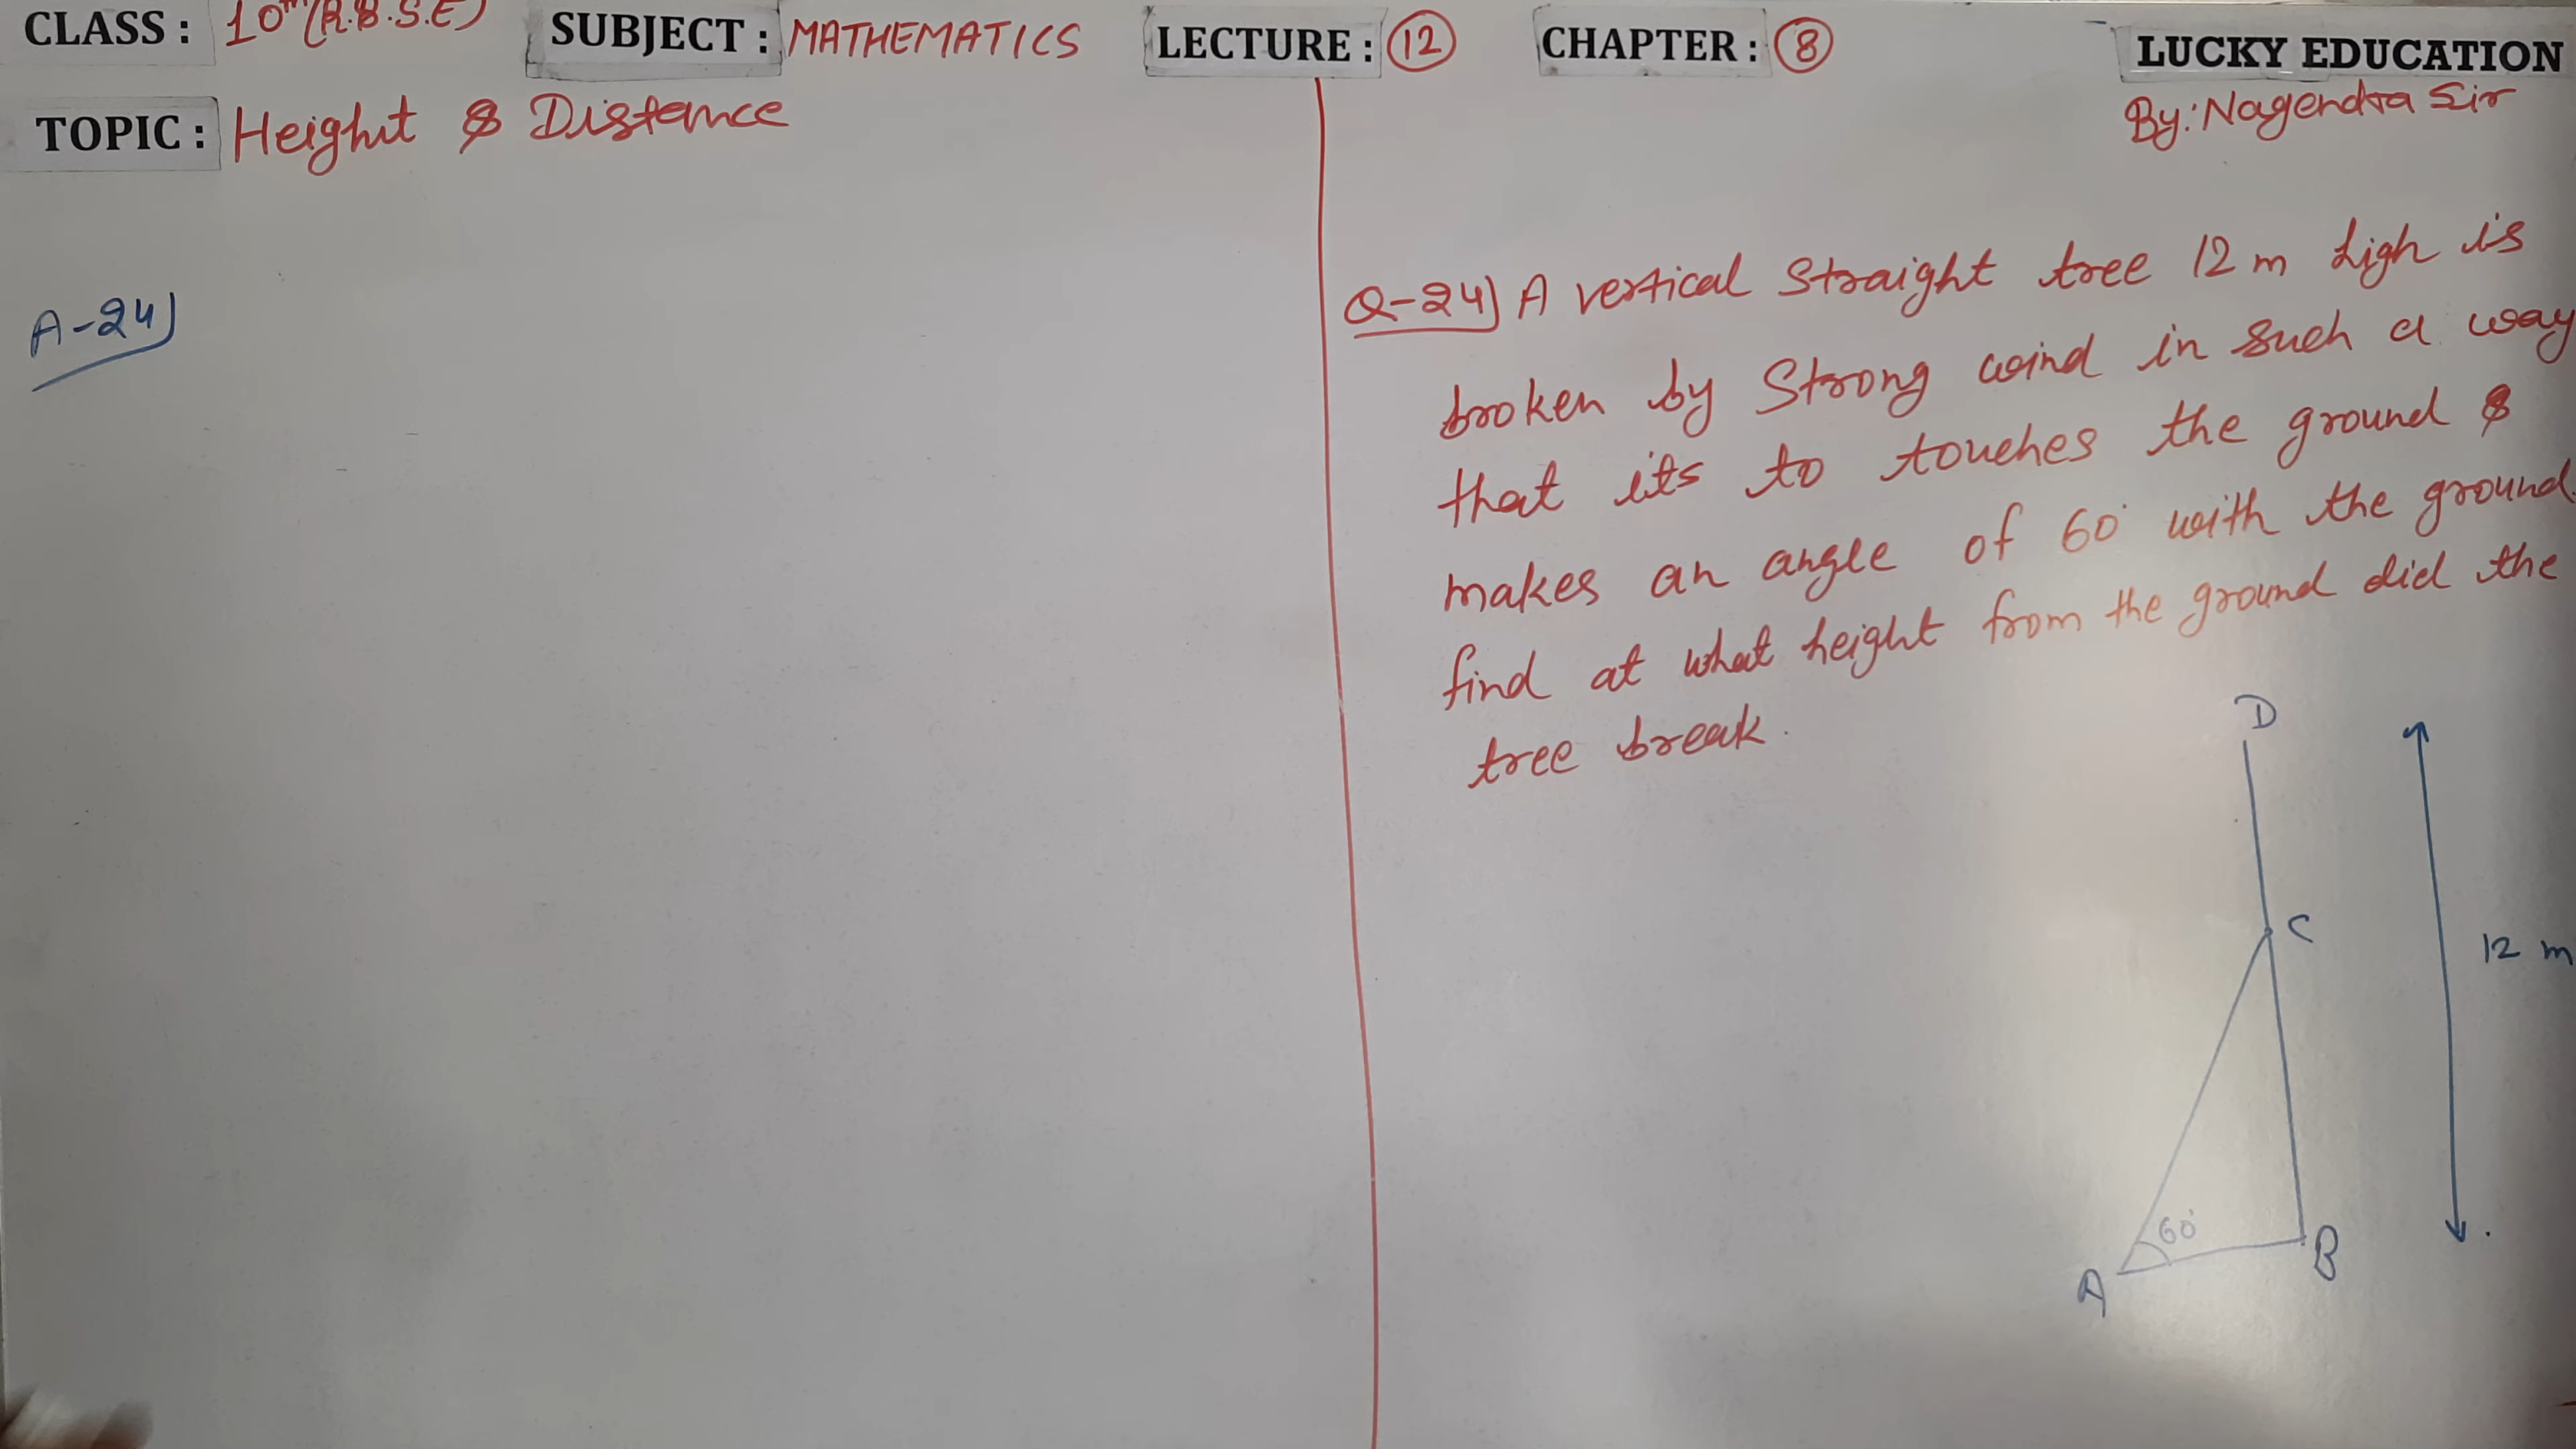 CLASS : 10th (R.B.S.E) SUBJECT : MATHEMATICS LECTURE : 12 CHAPTER : 8 LUCKY EDUCATION
TOPIC : Height & Distance
By: Nagendra Sir
A-24)
Q-24) A vertical Straight tree 12 m high is
broken by Strong wind in such a way
that its to touches the ground &
makes an angle of 60° with the ground.
find at what height from the ground did the
tree break.
D
C
12 m
60°
A
B